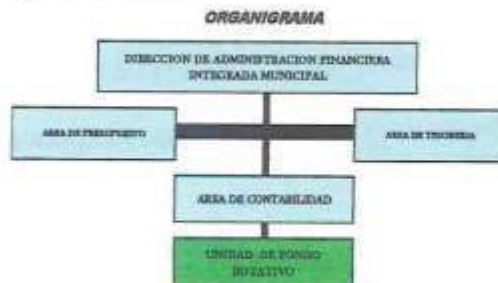 ORGANIGRAMA
DIRECCION DE ADMINISTRACION FINANCIERA
INTEGRADA MUNICIPAL
AREA DE PRESUPUESTO
AREA DE TESORERIA
AREA DE CONTABILIDAD
UNIDAD DE FONDO
ROTATIVO